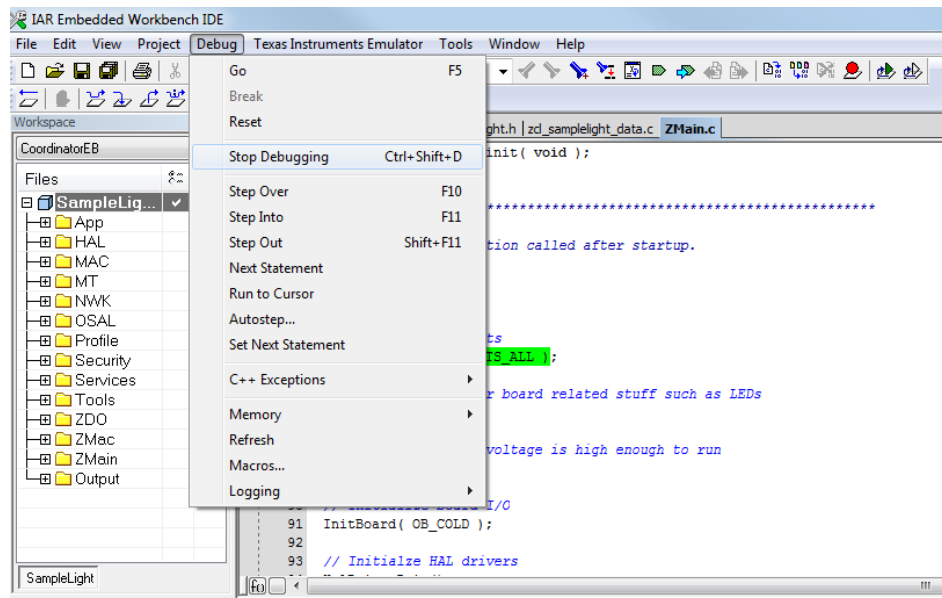 IAR Embedded Workbench IDE
File Edit View Project Debug Texas Instruments Emulator Tools Window Help
Workspace
CoordinatorEB
Files
SampleLig...
App
HAL
MAC
MT
NWK
OSAL
Profile
Security
Services
Tools
ZDO
ZMac
ZMain
Output
SampleLight
Go F5
Break
Reset
Stop Debugging Ctrl+Shift+D
Step Over F10
Step Into F11
Step Out Shift+F11
Next Statement
Run to Cursor
Autostep...
Set Next Statement
C++ Exceptions
Memory
Refresh
Macros...
Logging
ght.h zcl_samplelight_data.c ZMain.c
init( void );
************************************************
tion called after startup.
ts
TS_ALL );
r board related stuff such as LEDs
voltage is high enough to run
90 // Initialize board I/O
91 InitBoard( OB_COLD );
92
93 // Initialze HAL drivers
f()